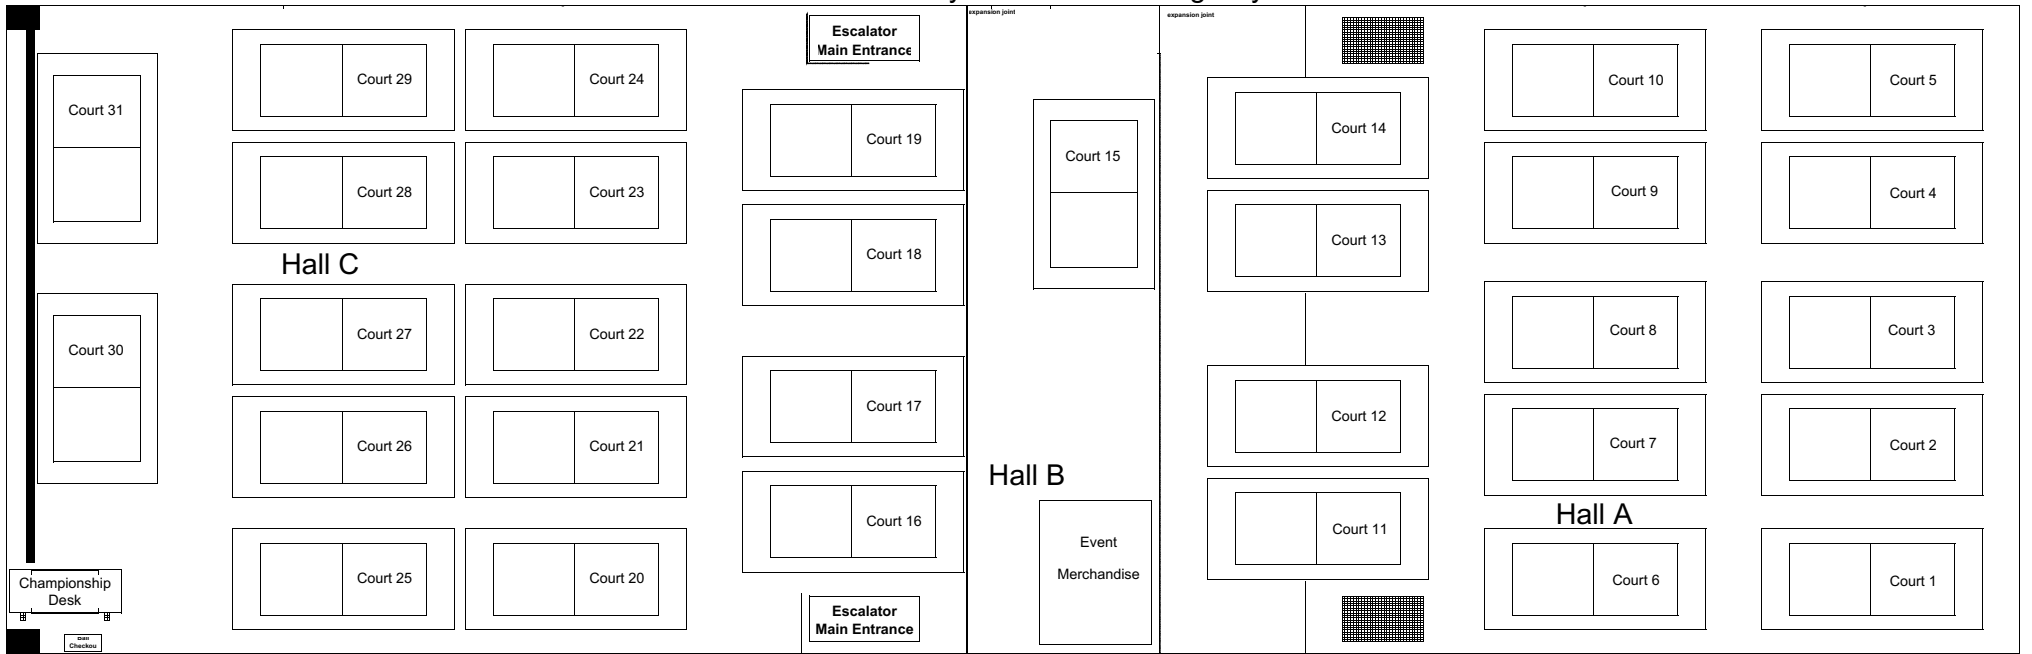 expansion joint
expansion joint
Escalator
Main Entrance
Court 31
Court 29
Court 24
Court 19
Court 15
Court 14
Court 10
Court 5
Court 28
Court 23
Court 18
Court 13
Court 9
Court 4
Hall C
Court 30
Court 27
Court 22
Court 17
Court 12
Court 8
Court 3
Court 26
Court 21
Court 16
Court 11
Court 7
Court 2
Hall B
Hall A
Event
Merchandise
Court 25
Court 20
Court 6
Court 1
Championship
Desk
Escalator
Main Entrance
Checkou